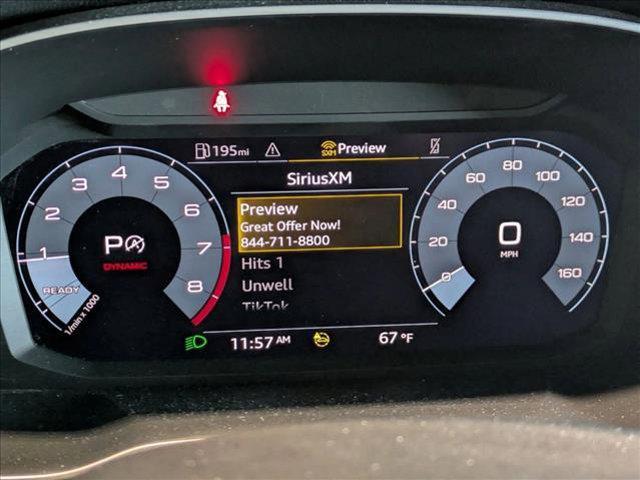 195mi
SXM Preview
SiriusXM
Preview
Great Offer Now!
844-711-8800
Hits 1
Unwell
TikTok
1 2 3 4 5 6 7 8
P A
DYNAMIC
READY
1/min x 1000
0 20 40 60 80 100 120 140 160
0
MPH
11:57 AM
67 °F